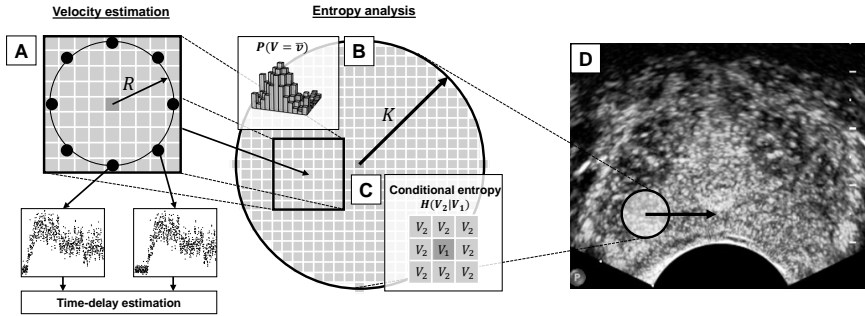 Velocity estimation
Entropy analysis
A
R
Time-delay estimation
P(V = v̅)
B
K
C
Conditional entropy
H(V₂|V₁)
V₂ V₂ V₂
V₂ V₁ V₂
V₂ V₂ V₂
D
P